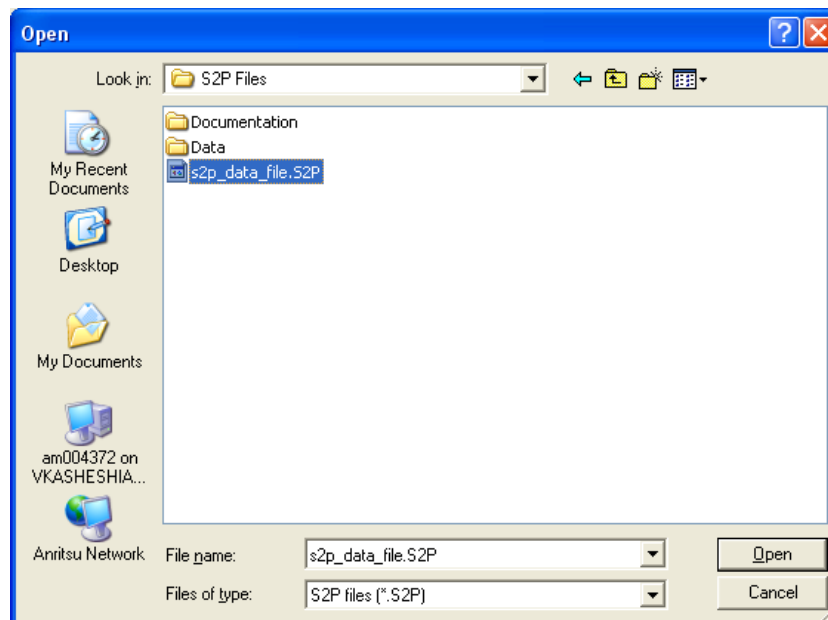 Open
Look in: S2P Files
Documentation
Data
s2p_data_file.S2P
My Recent
Documents
Desktop
My Documents
am004372 on
VKASHESHIA...
Anritsu Network
File name: s2p_data_file.S2P Open
Files of type: S2P files (*.S2P) Cancel